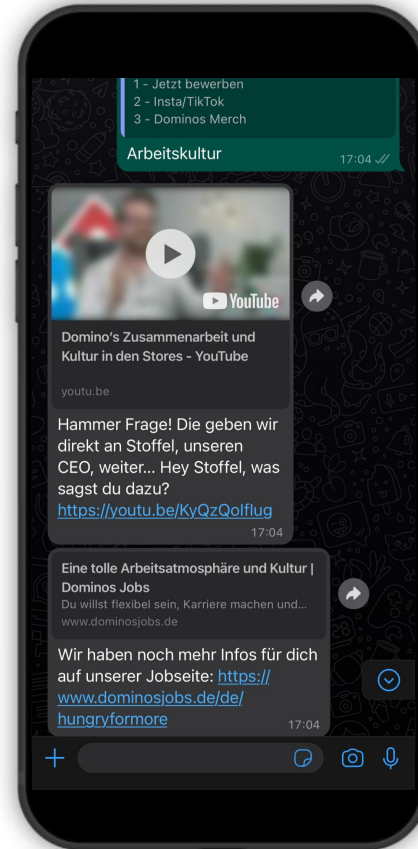 1 - Jetzt bewerben
2 - Insta/TikTok
3 - Dominos Merch
Arbeitskultur
17:04
YouTube
Domino's Zusammenarbeit und
Kultur in den Stores - YouTube
youtu.be
Hammer Frage! Die geben wir
direkt an Stoffel, unseren
CEO, weiter... Hey Stoffel, was
sagst du dazu?
https://youtu.be/KyQzQolflug
17:04
Eine tolle Arbeitsatmosphäre und Kultur |
Dominos Jobs
Du willst flexibel sein, Karriere machen und...
www.dominosjobs.de
Wir haben noch mehr Infos für dich
auf unserer Jobseite: https://
www.dominosjobs.de/de/
hungryformore
17:04